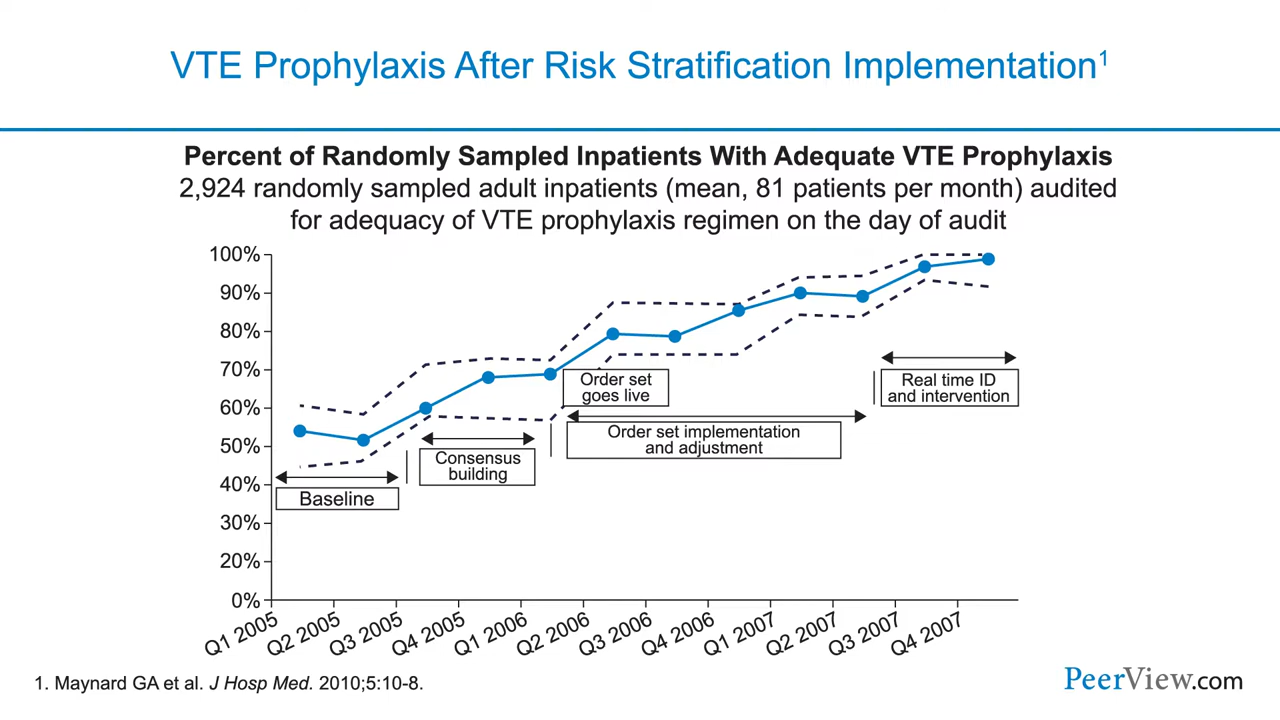 VTE Prophylaxis After Risk Stratification Implementation1
Percent of Randomly Sampled Inpatients With Adequate VTE Prophylaxis
2,924 randomly sampled adult inpatients (mean, 81 patients per month) audited
for adequacy of VTE prophylaxis regimen on the day of audit
100%
90%
80%
70%
60%
50%
40%
30%
20%
10%
0%
Baseline
Consensus
building
Order set
goes live
Order set implementation
and adjustment
Real time ID
and intervention
Q1 2005
Q2 2005
Q3 2005
Q4 2005
Q1 2006
Q2 2006
Q3 2006
Q4 2006
Q1 2007
Q2 2007
Q3 2007
Q4 2007
1. Maynard GA et al. J Hosp Med. 2010;5:10-8.
PeerView.com